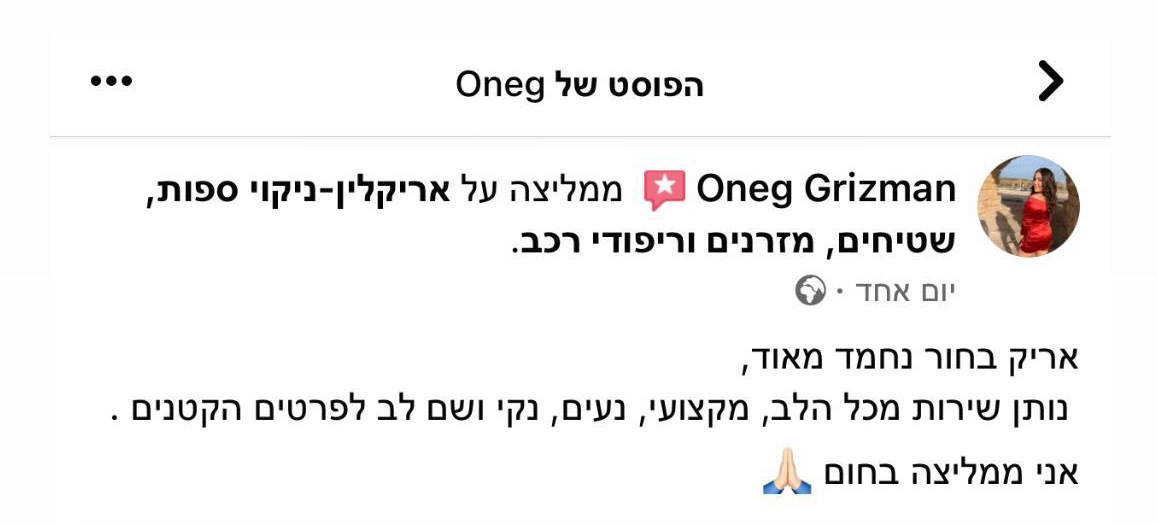 הפוסט של Oneg
Oneg Grizman ממליצה על אריקלין-ניקוי ספות,
שטיחים, מזרנים וריפודי רכב.
יום אחד ·
אריק בחור נחמד מאוד,
נותן שירות מכל הלב, מקצועי, נעים, נקי ושם לב לפרטים הקטנים .
אני ממליצה בחום 🙏🏻